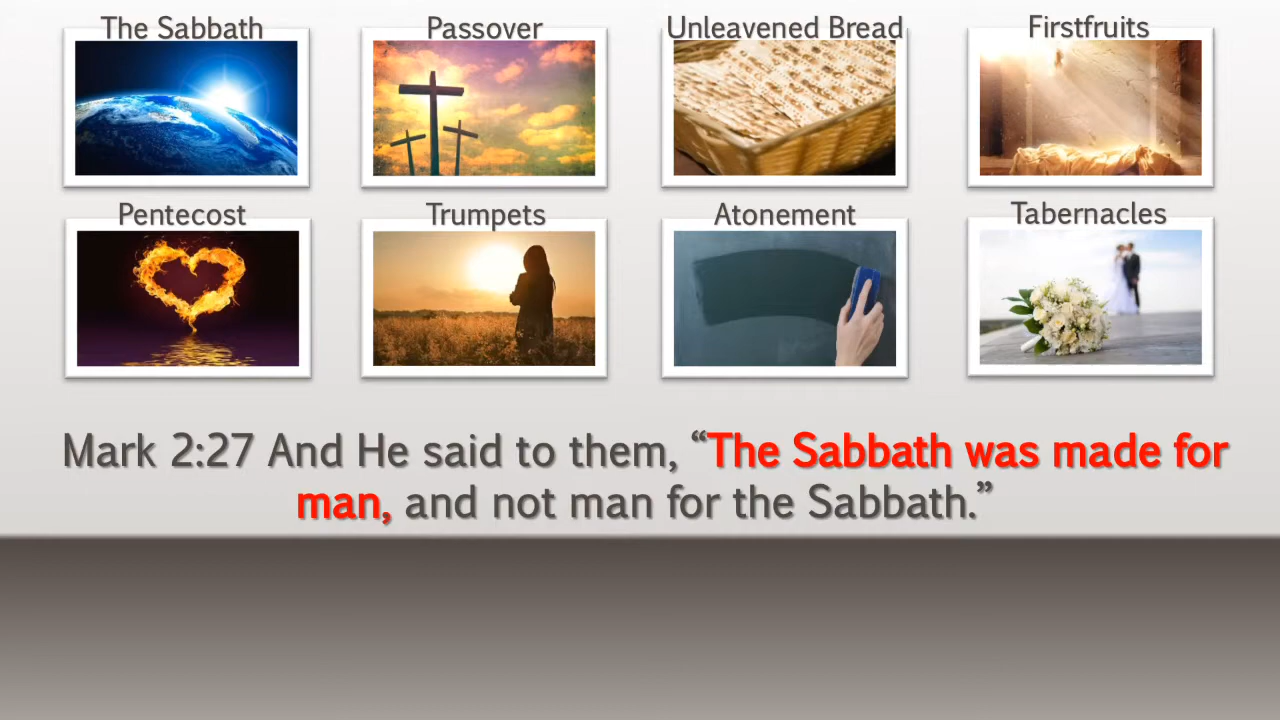 The Sabbath
Passover
Unleavened Bread
Firstfruits
Pentecost
Trumpets
Atonement
Tabernacles
Mark 2:27 And He said to them, “The Sabbath was made for
man, and not man for the Sabbath.”